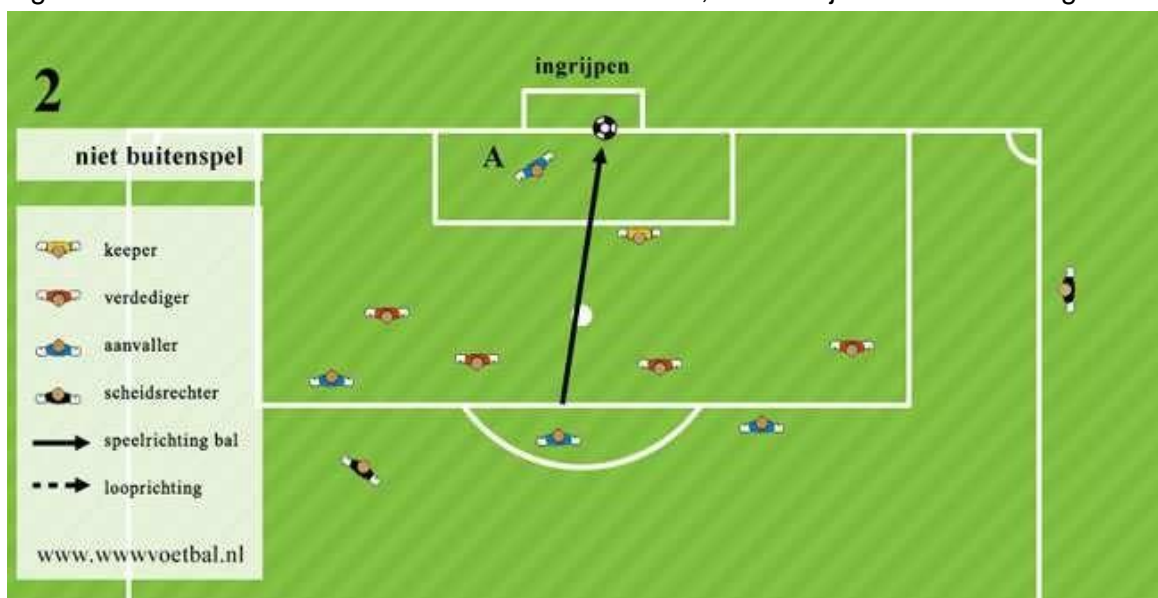 ingrijpen
2
niet buitenspel
A
keeper
verdediger
aanvaller
scheidsrechter
speelrichting bal
looprichting
www.wwwvoetbal.nl